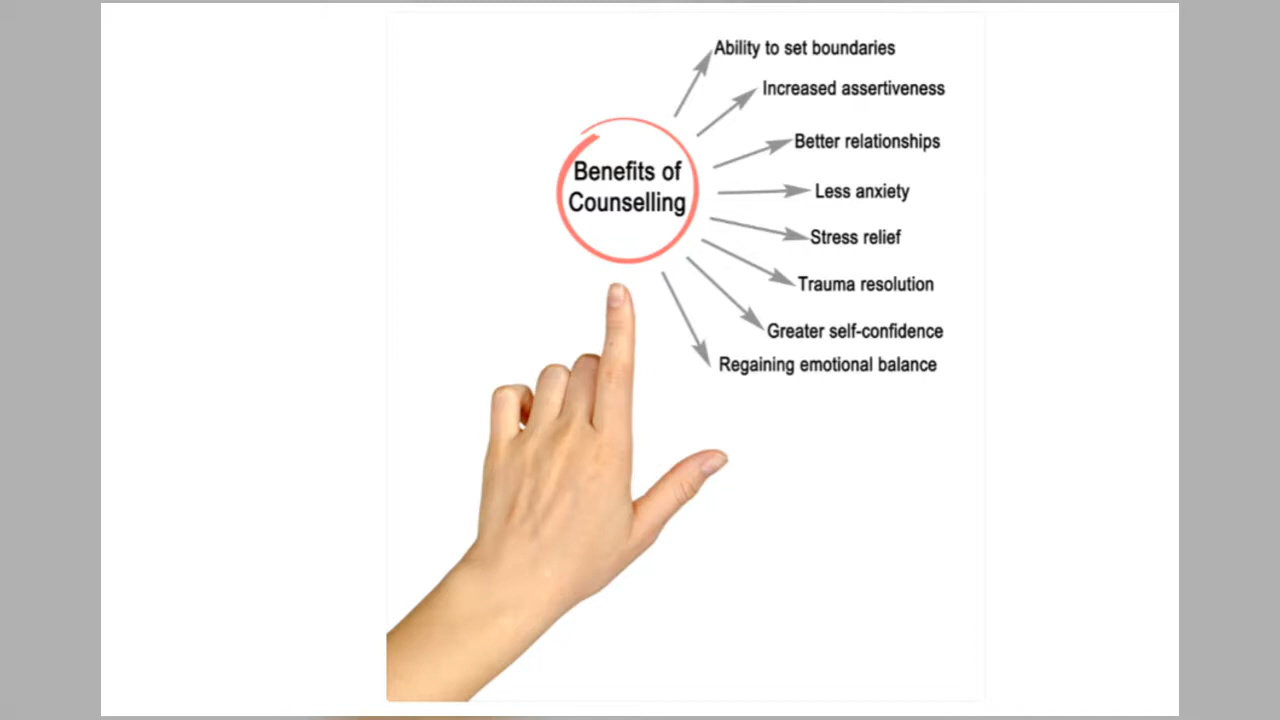 Benefits of
Counselling
Ability to set boundaries
Increased assertiveness
Better relationships
Less anxiety
Stress relief
Trauma resolution
Greater self-confidence
Regaining emotional balance